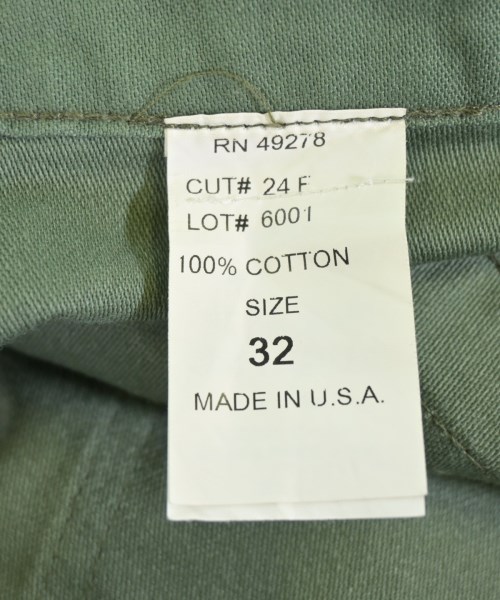 RN 49278
CUT# 24 F
LOT# 6001
100% COTTON
SIZE
32
MADE IN U.S.A.